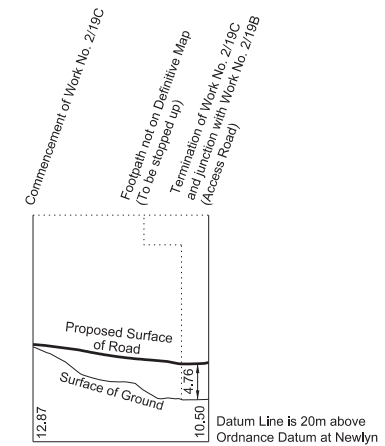 Commencement of Work No. 2/19C
Footpath not on Definitive Map
(To be stopped up)
Termination of Work No. 2/19C
and junction with Work No. 2/19B
(Access Road)
Proposed Surface
of Road
Surface of Ground
4.76
12.87
10.50
Datum Line is 20m above
Ordnance Datum at Newlyn